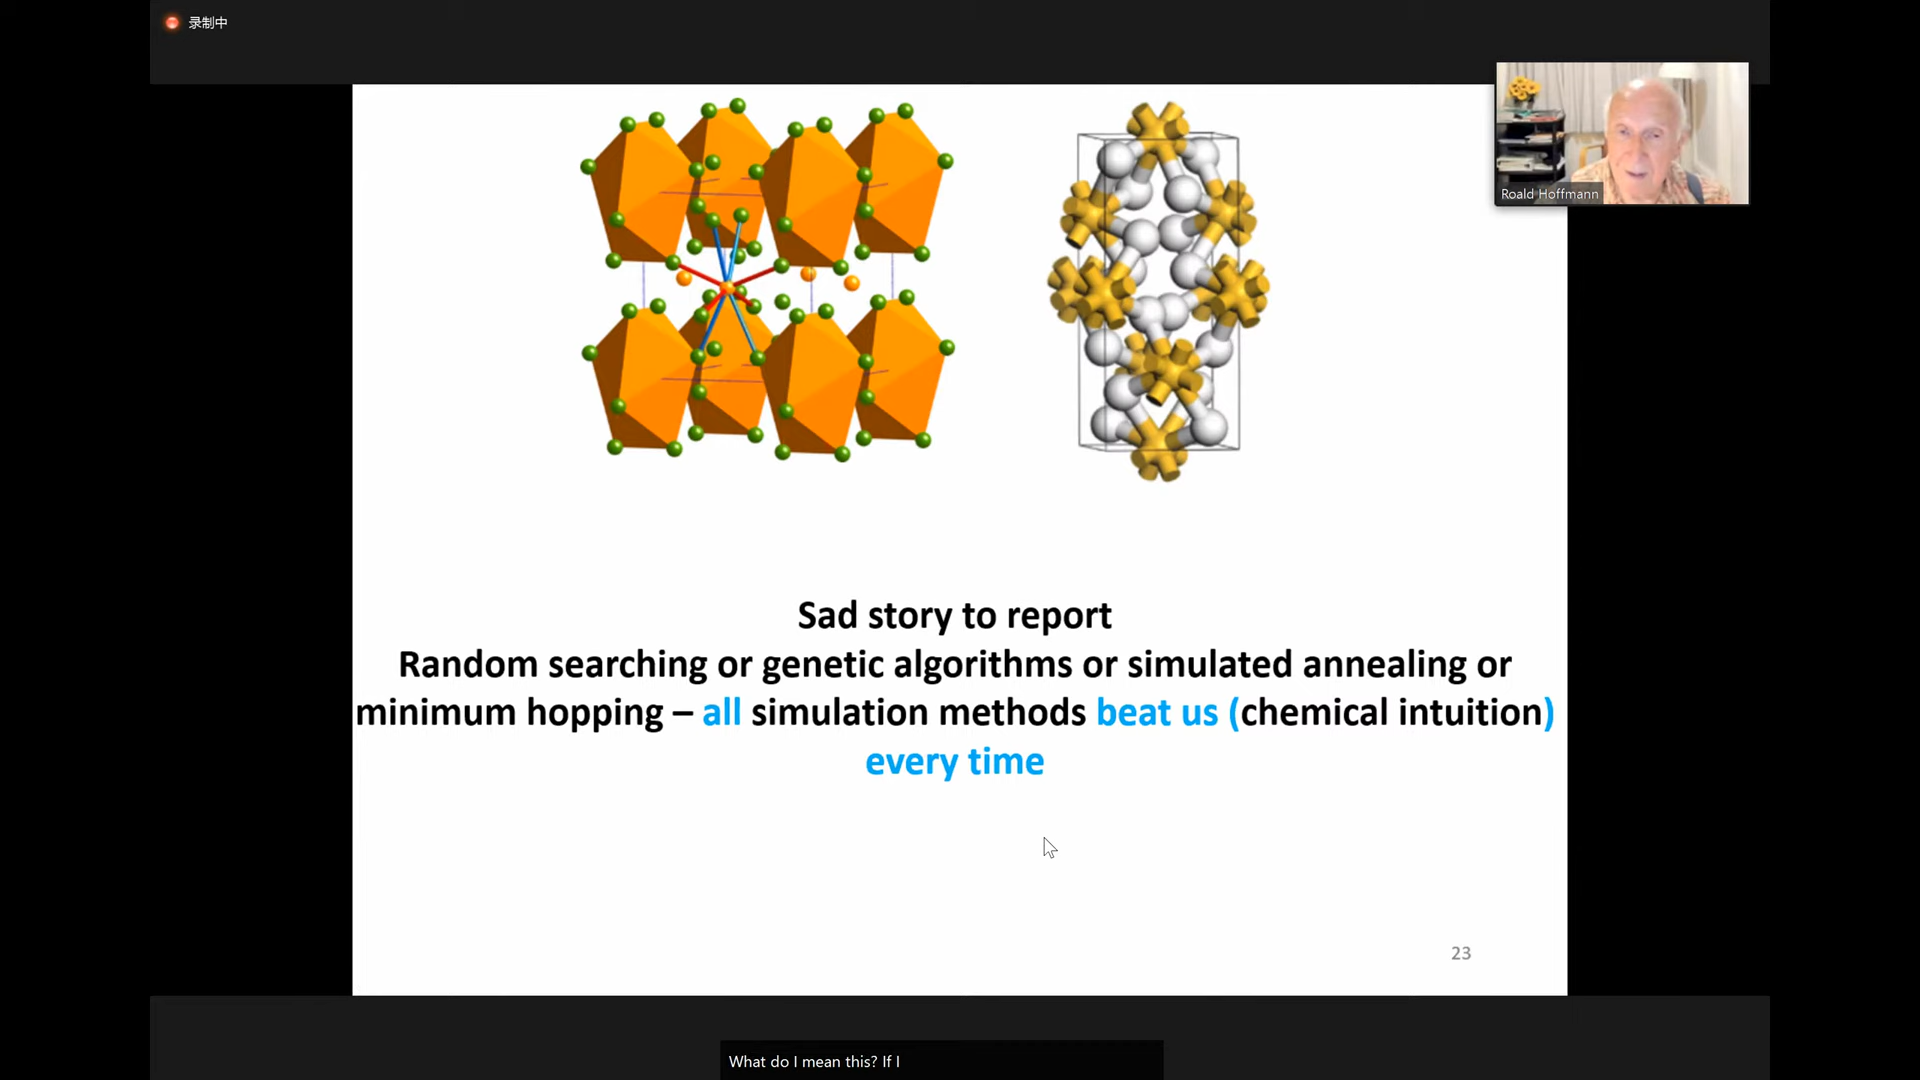 录制中
Roald Hoffmann
Sad story to report
Random searching or genetic algorithms or simulated annealing or
minimum hopping – all simulation methods beat us (chemical intuition)
every time
23
What do I mean this? If I